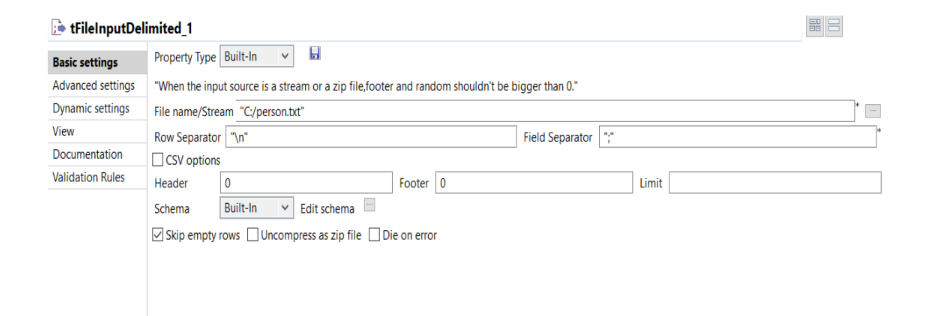 tFileInputDelimited_1
Basic settings
Advanced settings
Dynamic settings
View
Documentation
Validation Rules
Property Type Built-In
"When the input source is a stream or a zip file,footer and random shouldn't be bigger than 0."
File name/Stream "C:/person.txt" * ...
Row Separator "\n" Field Separator ";" *
CSV options
Header 0 Footer 0 Limit
Schema Built-In Edit schema ...
Skip empty rows Uncompress as zip file Die on error